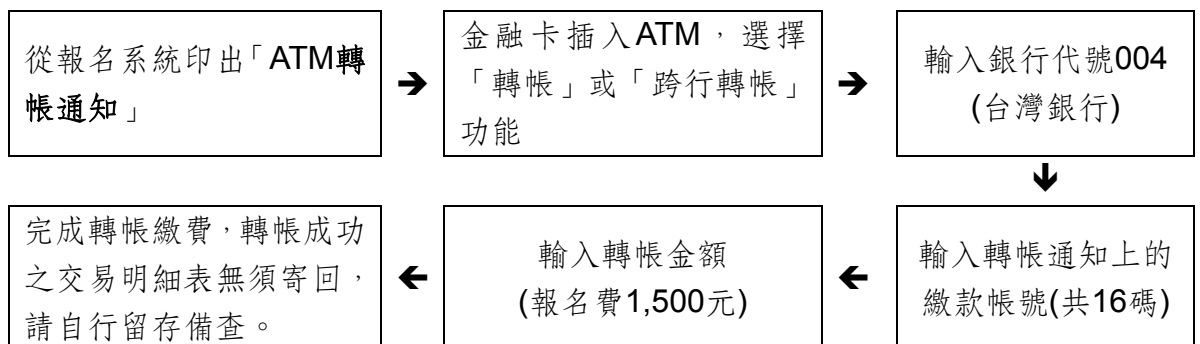 從報名系統印出「ATM轉
帳通知」
➔
金融卡插入ATM,選擇
「轉帳」或「跨行轉帳」
功能
➔
輸入銀行代號004
(台灣銀行)
🡻
輸入轉帳通知上的
繳款帳號(共16碼)
🡸
輸入轉帳金額
(報名費1,500元)
🡸
完成轉帳繳費,轉帳成功
之交易明細表無須寄回,
請自行留存備查。